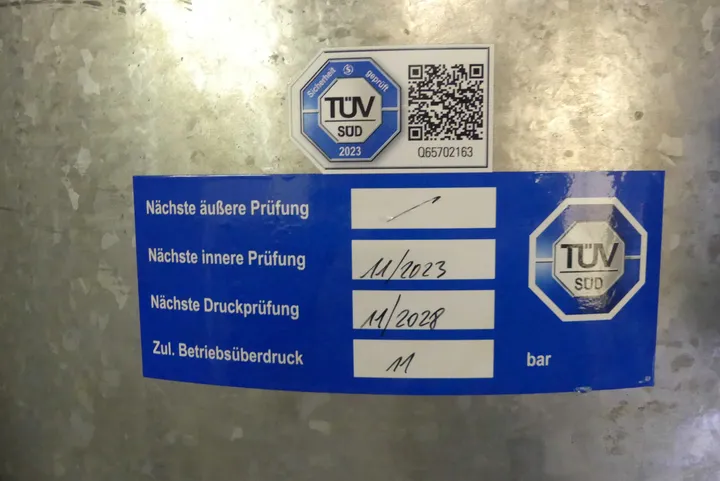 Sicherheit geprüft
TÜV
SÜD
2023
Q65702163
Nächste äußere Prüfung
Nächste innere Prüfung 11/2023
Nächste Druckprüfung 11/2028
Zul. Betriebsüberdruck 11 bar
TÜV
SÜD